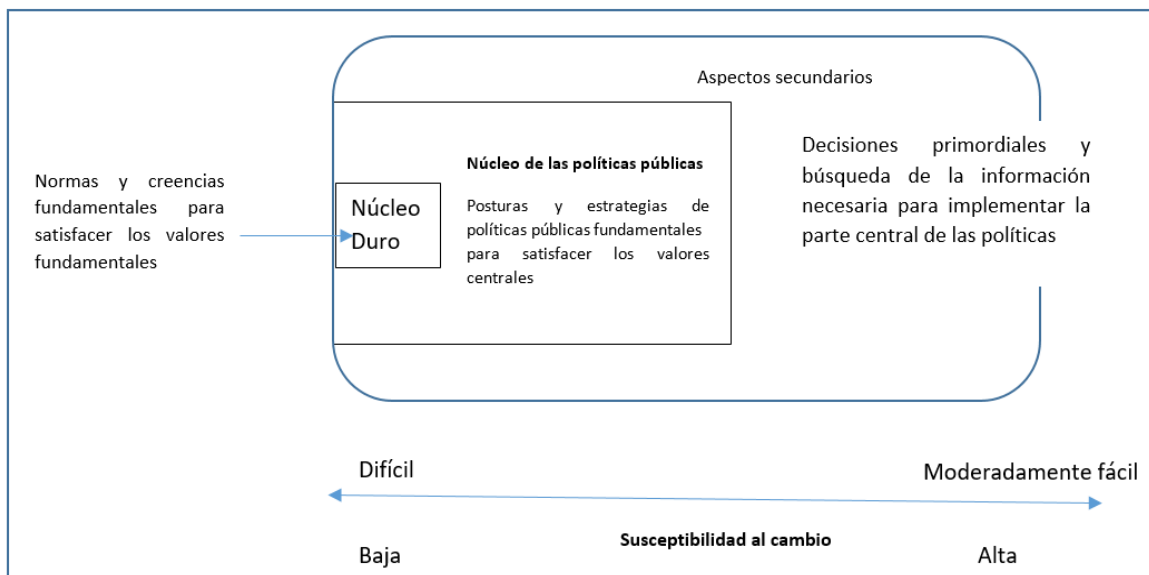 Aspectos secundarios
Normas y creencias
fundamentales para
satisfacer los valores
fundamentales
Núcleo
Duro
Núcleo de las políticas públicas
Posturas y estrategias de
políticas públicas fundamentales
para satisfacer los valores
centrales
Decisiones primordiales y
búsqueda de la información
necesaria para implementar la
parte central de las políticas
Difícil
Moderadamente fácil
Susceptibilidad al cambio
Baja
Alta